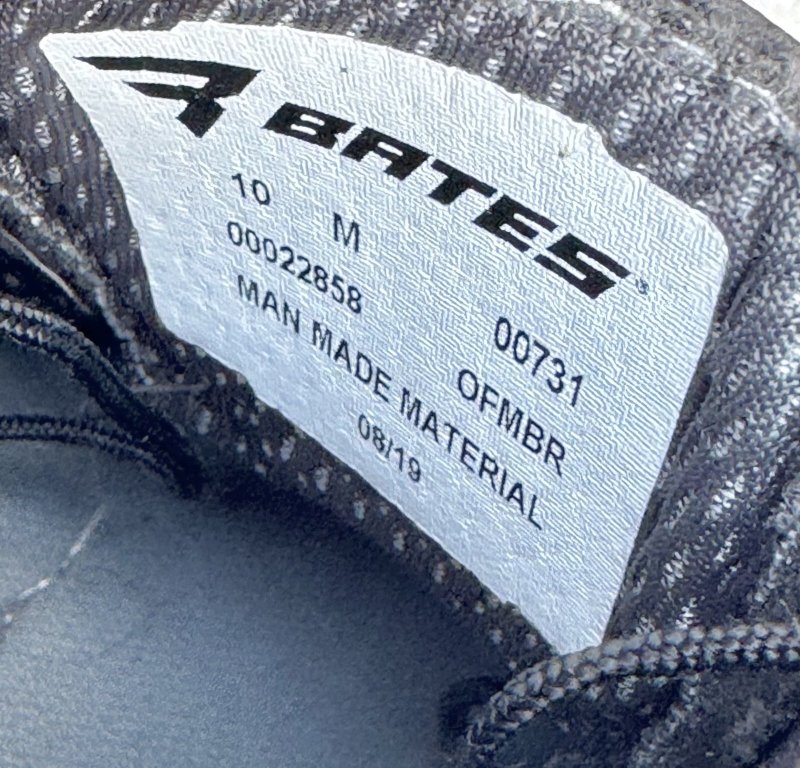 BATES®
10 M 00731
00022858 OFMBR
MAN MADE MATERIAL
08/19